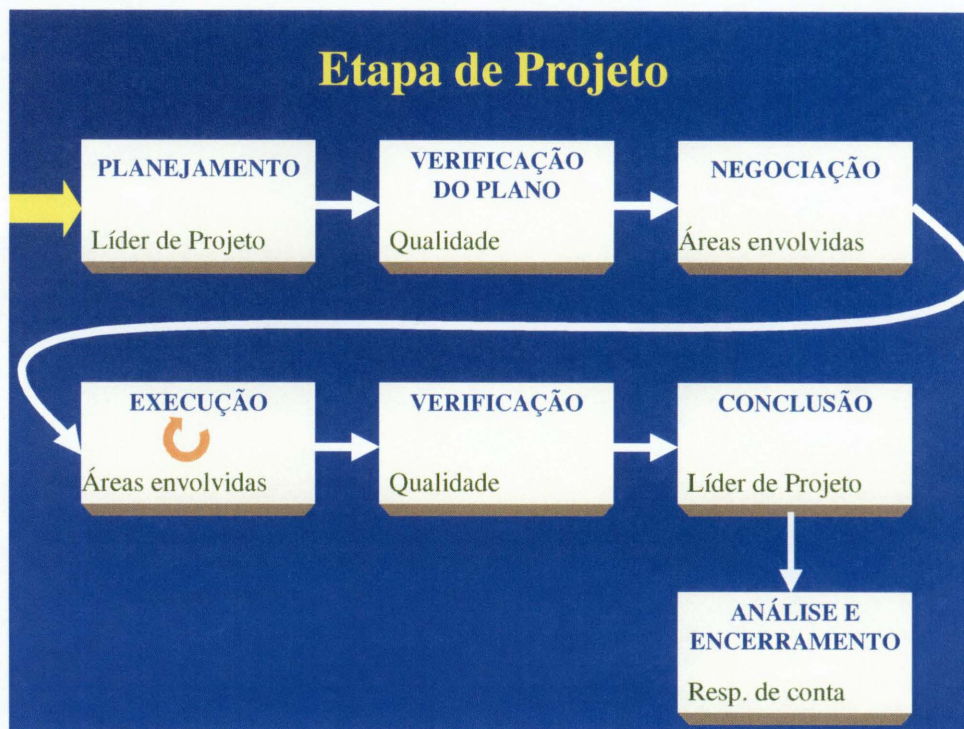 Etapa de Projeto
PLANEJAMENTO
Líder de Projeto
VERIFICAÇÃO
DO PLANO
Qualidade
NEGOCIAÇÃO
Áreas envolvidas
EXECUÇÃO
Áreas envolvidas
VERIFICAÇÃO
Qualidade
CONCLUSÃO
Líder de Projeto
ANÁLISE E
ENCERRAMENTO
Resp. de conta